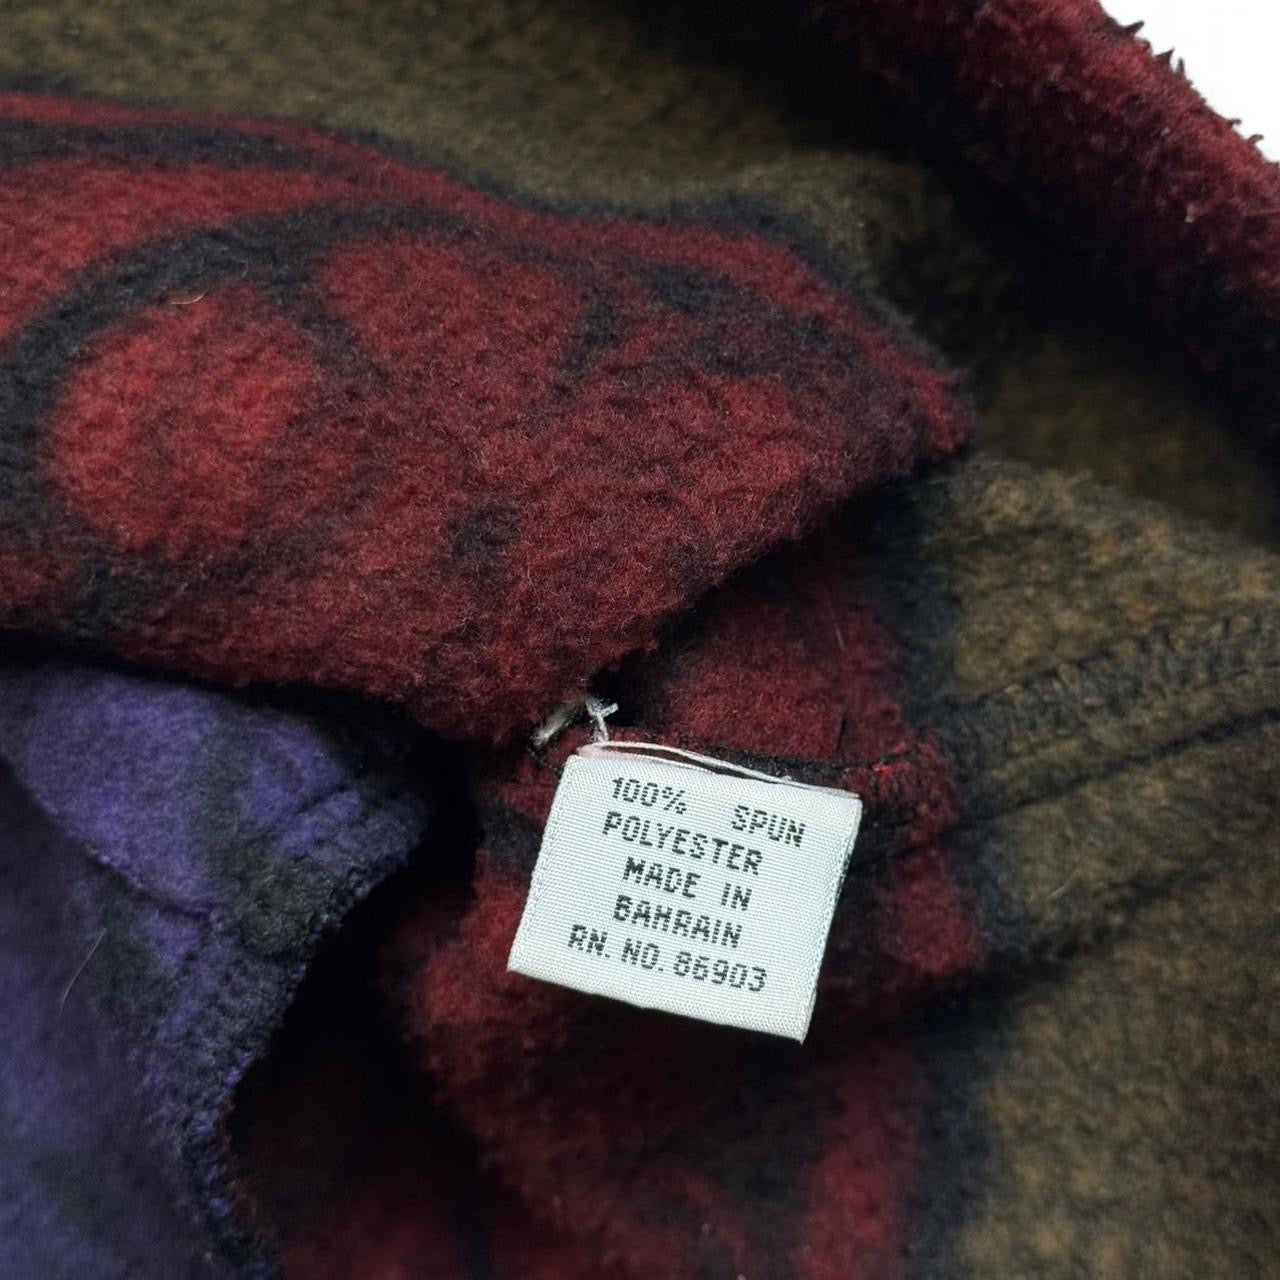 100% SPUN
POLYESTER
MADE IN
BAHRAIN
RN. NO. 86903